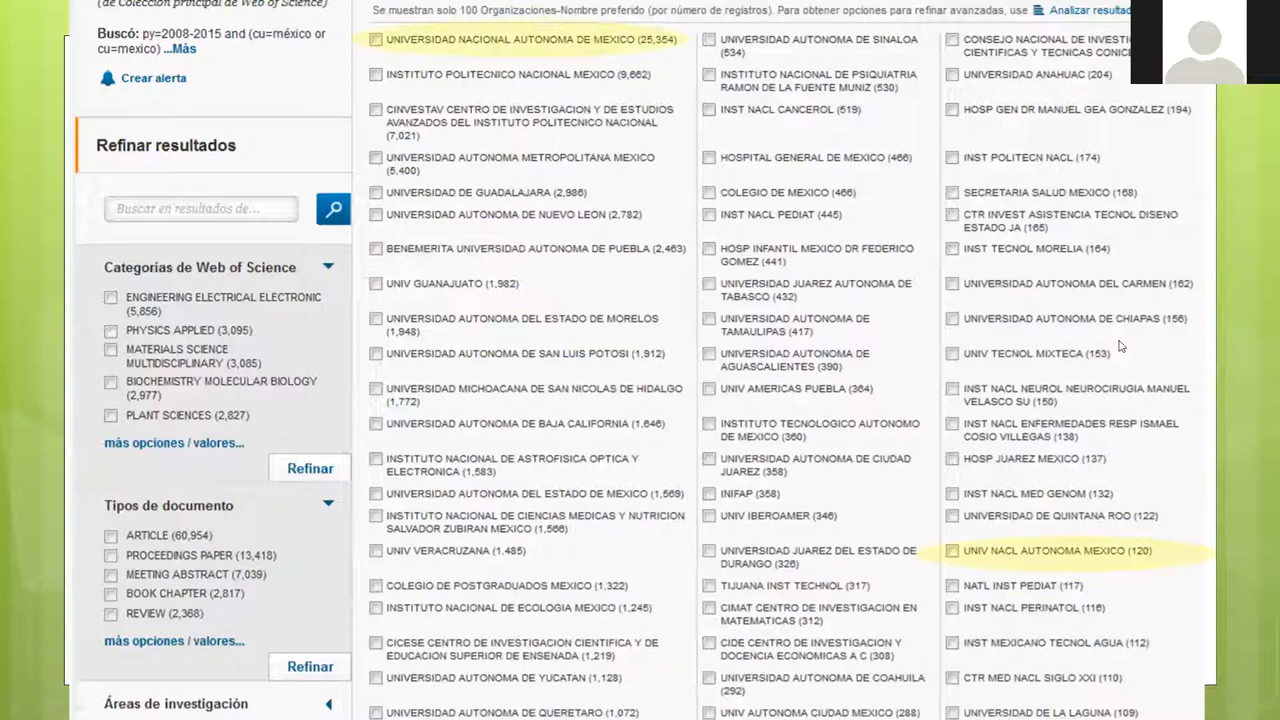 (de Colección principal de Web of Science)
Buscó: py=2008-2015 and (cu=méxico or
cu=mexico) ...Más
Crear alerta
Refinar resultados
Buscar en resultados de...
Categorías de Web of Science
ENGINEERING ELECTRICAL ELECTRONIC
(5,856)
PHYSICS APPLIED (3,095)
MATERIALS SCIENCE
MULTIDISCIPLINARY (3,085)
BIOCHEMISTRY MOLECULAR BIOLOGY
(2,977)
PLANT SCIENCES (2,827)
más opciones / valores...
Refinar
Tipos de documento
ARTICLE (60,954)
PROCEEDINGS PAPER (13,418)
MEETING ABSTRACT (7,039)
BOOK CHAPTER (2,817)
REVIEW (2,368)
más opciones / valores...
Refinar
Áreas de investigación
Se muestran solo 100 Organizaciones-Nombre preferido (por número de registros). Para obtener opciones para refinar avanzadas, use Analizar
UNIVERSIDAD NACIONAL AUTONOMA DE MEXICO (25,354)
INSTITUTO POLITECNICO NACIONAL MEXICO (9,662)
CINVESTAV CENTRO DE INVESTIGACION Y DE ESTUDIOS
AVANZADOS DEL INSTITUTO POLITECNICO NACIONAL
(7,021)
UNIVERSIDAD AUTONOMA METROPOLITANA MEXICO
(5,400)
UNIVERSIDAD DE GUADALAJARA (2,986)
UNIVERSIDAD AUTONOMA DE NUEVO LEON (2,782)
BENEMERITA UNIVERSIDAD AUTONOMA DE PUEBLA (2,463)
UNIV GUANAJUATO (1,982)
UNIVERSIDAD AUTONOMA DEL ESTADO DE MORELOS
(1,948)
UNIVERSIDAD AUTONOMA DE SAN LUIS POTOSI (1,912)
UNIVERSIDAD MICHOACANA DE SAN NICOLAS DE HIDALGO
(1,772)
UNIVERSIDAD AUTONOMA DE BAJA CALIFORNIA (1,646)
INSTITUTO NACIONAL DE ASTROFISICA OPTICA Y
ELECTRONICA (1,583)
UNIVERSIDAD AUTONOMA DEL ESTADO DE MEXICO (1,569)
INSTITUTO NACIONAL DE CIENCIAS MEDICAS Y NUTRICION
SALVADOR ZUBIRAN MEXICO (1,566)
UNIV VERACRUZANA (1,485)
COLEGIO DE POSTGRADUADOS MEXICO (1,322)
INSTITUTO NACIONAL DE ECOLOGIA MEXICO (1,245)
CICESE CENTRO DE INVESTIGACION CIENTIFICA Y DE
EDUCACION SUPERIOR DE ENSENADA (1,219)
UNIVERSIDAD AUTONOMA DE YUCATAN (1,128)
UNIVERSIDAD AUTONOMA DE QUERETARO (1,072)
UNIVERSIDAD AUTONOMA DE SINALOA
(534)
INSTITUTO NACIONAL DE PSIQUIATRIA
RAMON DE LA FUENTE MUNIZ (530)
INST NACL CANCEROL (519)
HOSPITAL GENERAL DE MEXICO (466)
COLEGIO DE MEXICO (466)
INST NACL PEDIAT (445)
HOSP INFANTIL MEXICO DR FEDERICO
GOMEZ (441)
UNIVERSIDAD JUAREZ AUTONOMA DE
TABASCO (432)
UNIVERSIDAD AUTONOMA DE
TAMAULIPAS (417)
UNIVERSIDAD AUTONOMA DE
AGUASCALIENTES (390)
UNIV AMERICAS PUEBLA (364)
INSTITUTO TECNOLOGICO AUTONOMO
DE MEXICO (360)
UNIVERSIDAD AUTONOMA DE CIUDAD
JUAREZ (358)
INIFAP (358)
UNIV IBEROAMER (346)
UNIVERSIDAD JUAREZ DEL ESTADO DE
DURANGO (326)
TIJUANA INST TECHNOL (317)
CIMAT CENTRO DE INVESTIGACION EN
MATEMATICAS (312)
CIDE CENTRO DE INVESTIGACION Y
DOCENCIA ECONOMICAS A C (308)
UNIVERSIDAD AUTONOMA DE COAHUILA
(292)
UNIV AUTONOMA CIUDAD MEXICO (288)
CONSEJO NACIONAL DE
CIENTIFICAS Y TECNICAS
UNIVERSIDAD ANAHUAC (204)
HOSP GEN DR MANUEL GEA GONZALEZ (194)
INST POLITECN NACL (174)
SECRETARIA SALUD MEXICO (168)
CTR INVEST ASISTENCIA TECNOL DISENO
ESTADO JA (165)
INST TECNOL MORELIA (164)
UNIVERSIDAD AUTONOMA DEL CARMEN (162)
UNIVERSIDAD AUTONOMA DE CHIAPAS (156)
UNIV TECNOL MIXTECA (153)
INST NACL NEUROL NEUROCIRUGIA MANUEL
VELASCO SU (150)
INST NACL ENFERMEDADES RESP ISMAEL
COSIO VILLEGAS (138)
HOSP JUAREZ MEXICO (137)
INST NACL MED GENOM (132)
UNIVERSIDAD DE QUINTANA ROO (122)
UNIV NACL AUTONOMA MEXICO (120)
NATL INST PEDIAT (117)
INST NACL PERINATOL (116)
INST MEXICANO TECNOL AGUA (112)
CTR MED NACL SIGLO XXI (110)
UNIVERSIDAD DE LA LAGUNA (109)